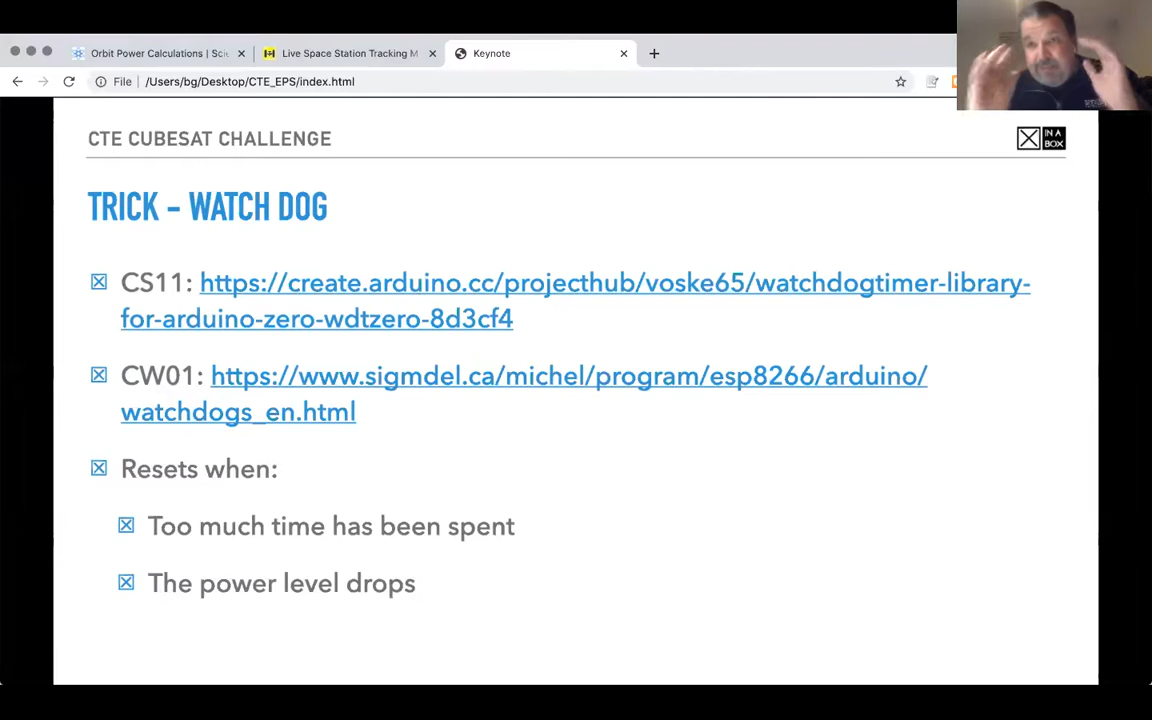 Orbit Power Calculations | Sci
Live Space Station Tracking M
Keynote
File | /Users/bg/Desktop/CTE_EPS/index.html
CTE CUBESAT CHALLENGE
IN A
BOX
TRICK - WATCH DOG
CS11: https://create.arduino.cc/projecthub/voske65/watchdogtimer-library-
for-arduino-zero-wdtzero-8d3cf4
CW01: https://www.sigmdel.ca/michel/program/esp8266/arduino/
watchdogs_en.html
Resets when:
Too much time has been spent
The power level drops